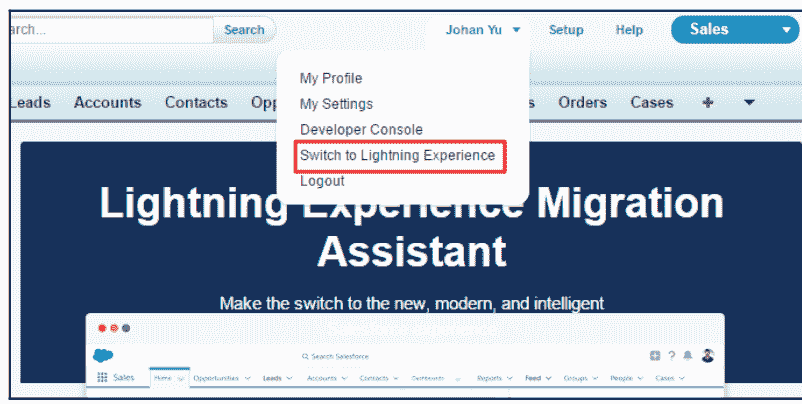 arch...
Search
Johan Yu
Setup
Help
Sales
My Profile
My Settings
Developer Console
Switch to Lightning Experience
Logout
Leads Accounts Contacts Opp s Orders Cases +
Lightning Experience Migration
Assistant
Make the switch to the new, modern, and intelligent
Search Salesforce
Sales Home Opportunities Leads Accounts Contacts Dashboards Reports Feed Groups People Cases